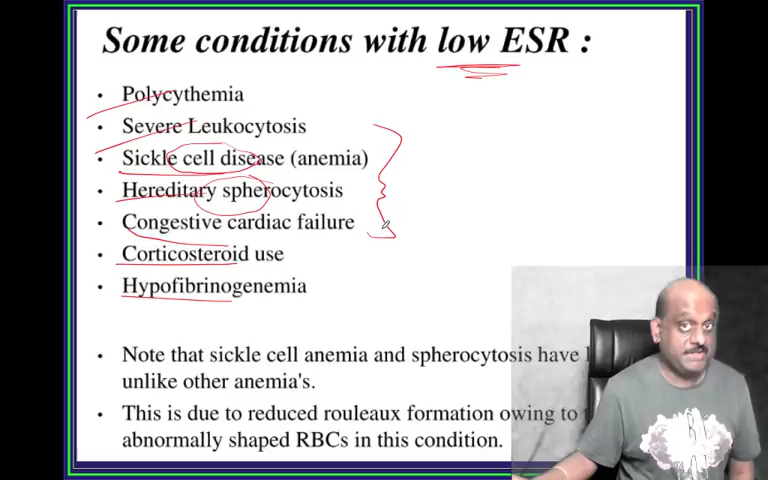 Some conditions with low ESR :
• Polycythemia
• Severe Leukocytosis
• Sickle cell disease (anemia)
• Hereditary spherocytosis
• Congestive cardiac failure
• Corticosteroid use
• Hypofibrinogenemia
• Note that sickle cell anemia and spherocytosis have
unlike other anemia's.
• This is due to reduced rouleaux formation owing to
abnormally shaped RBCs in this condition.